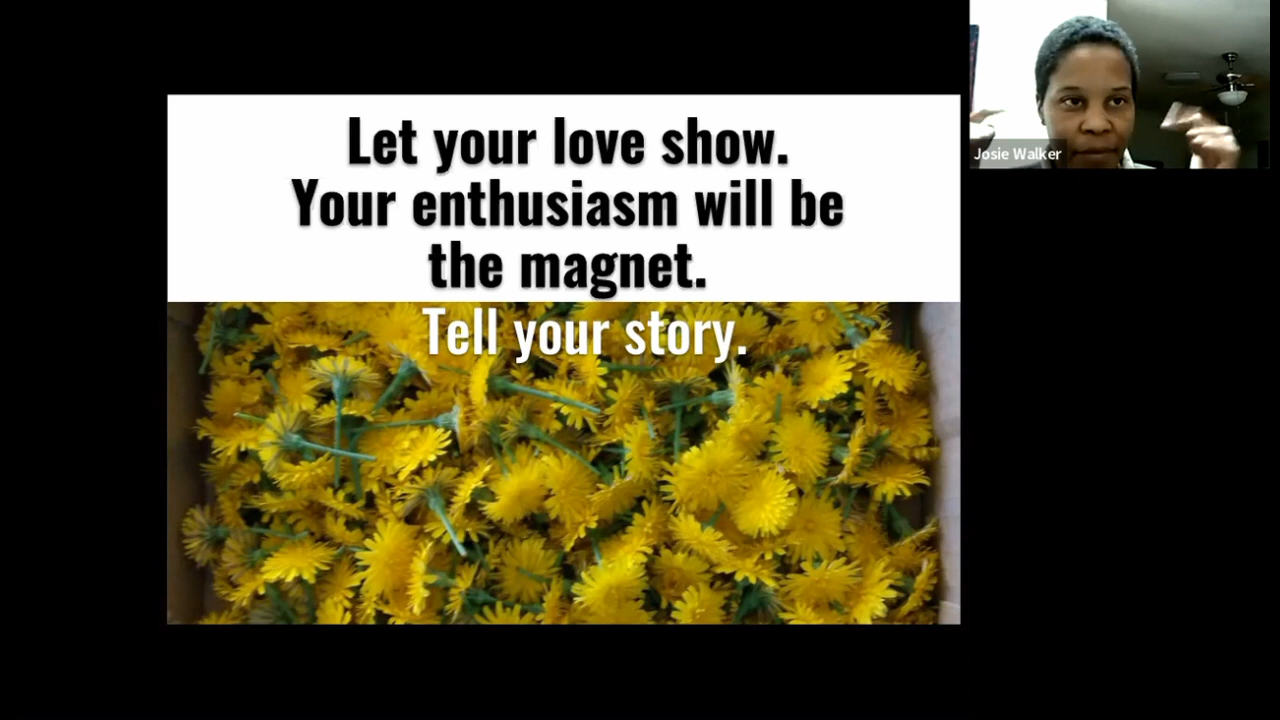 Let your love show.
Your enthusiasm will be
the magnet.
Tell your story.
Josie Walker